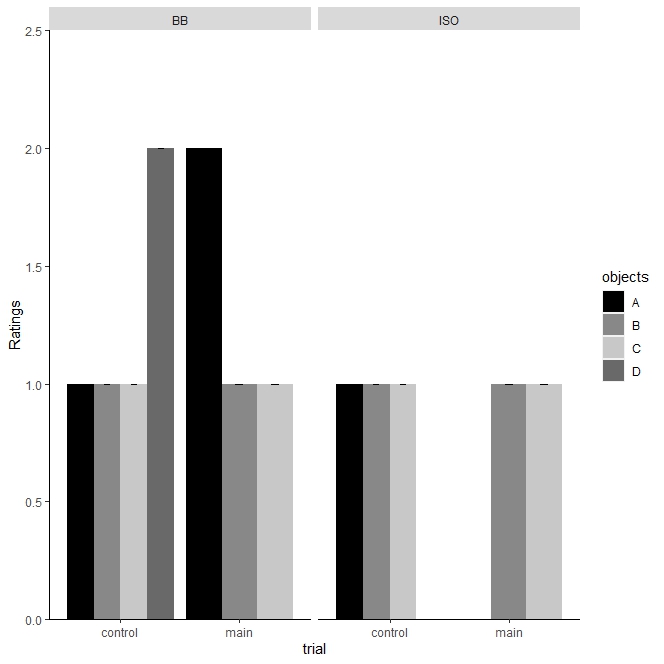 BB
ISO
2.5
2.0
1.5
1.0
0.5
0.0
Ratings
control
main
control
main
trial
objects
A
B
C
D